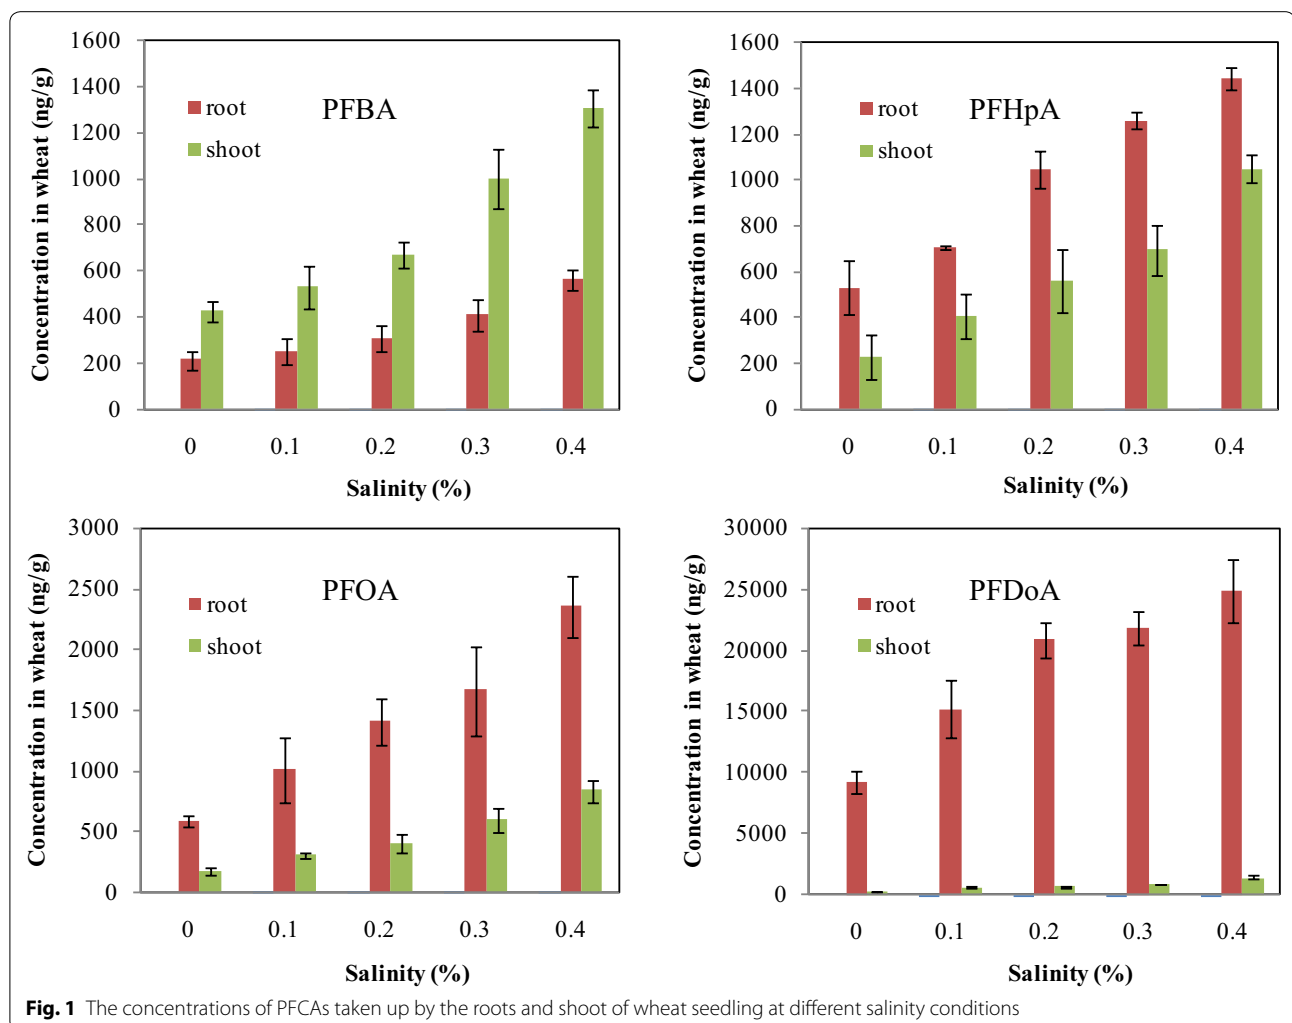 1600
1400
1200
1000
800
600
400
200
0
Concentration in wheat (ng/g)
PFBA
root
shoot
0 0.1 0.2 0.3 0.4
Salinity (%)
1600
1400
1200
1000
800
600
400
200
0
Concentration in wheat (ng/g)
PFHpA
root
shoot
0 0.1 0.2 0.3 0.4
Salinity (%)
3000
2500
2000
1500
1000
500
0
Concentration in wheat (ng/g)
PFOA
root
shoot
0 0.1 0.2 0.3 0.4
Salinity (%)
30000
25000
20000
15000
10000
5000
0
Concentration in wheat (ng/g)
PFDoA
root
shoot
0 0.1 0.2 0.3 0.4
Salinity (%)
Fig. 1 The concentrations of PFCAs taken up by the roots and shoot of wheat seedling at different salinity conditions